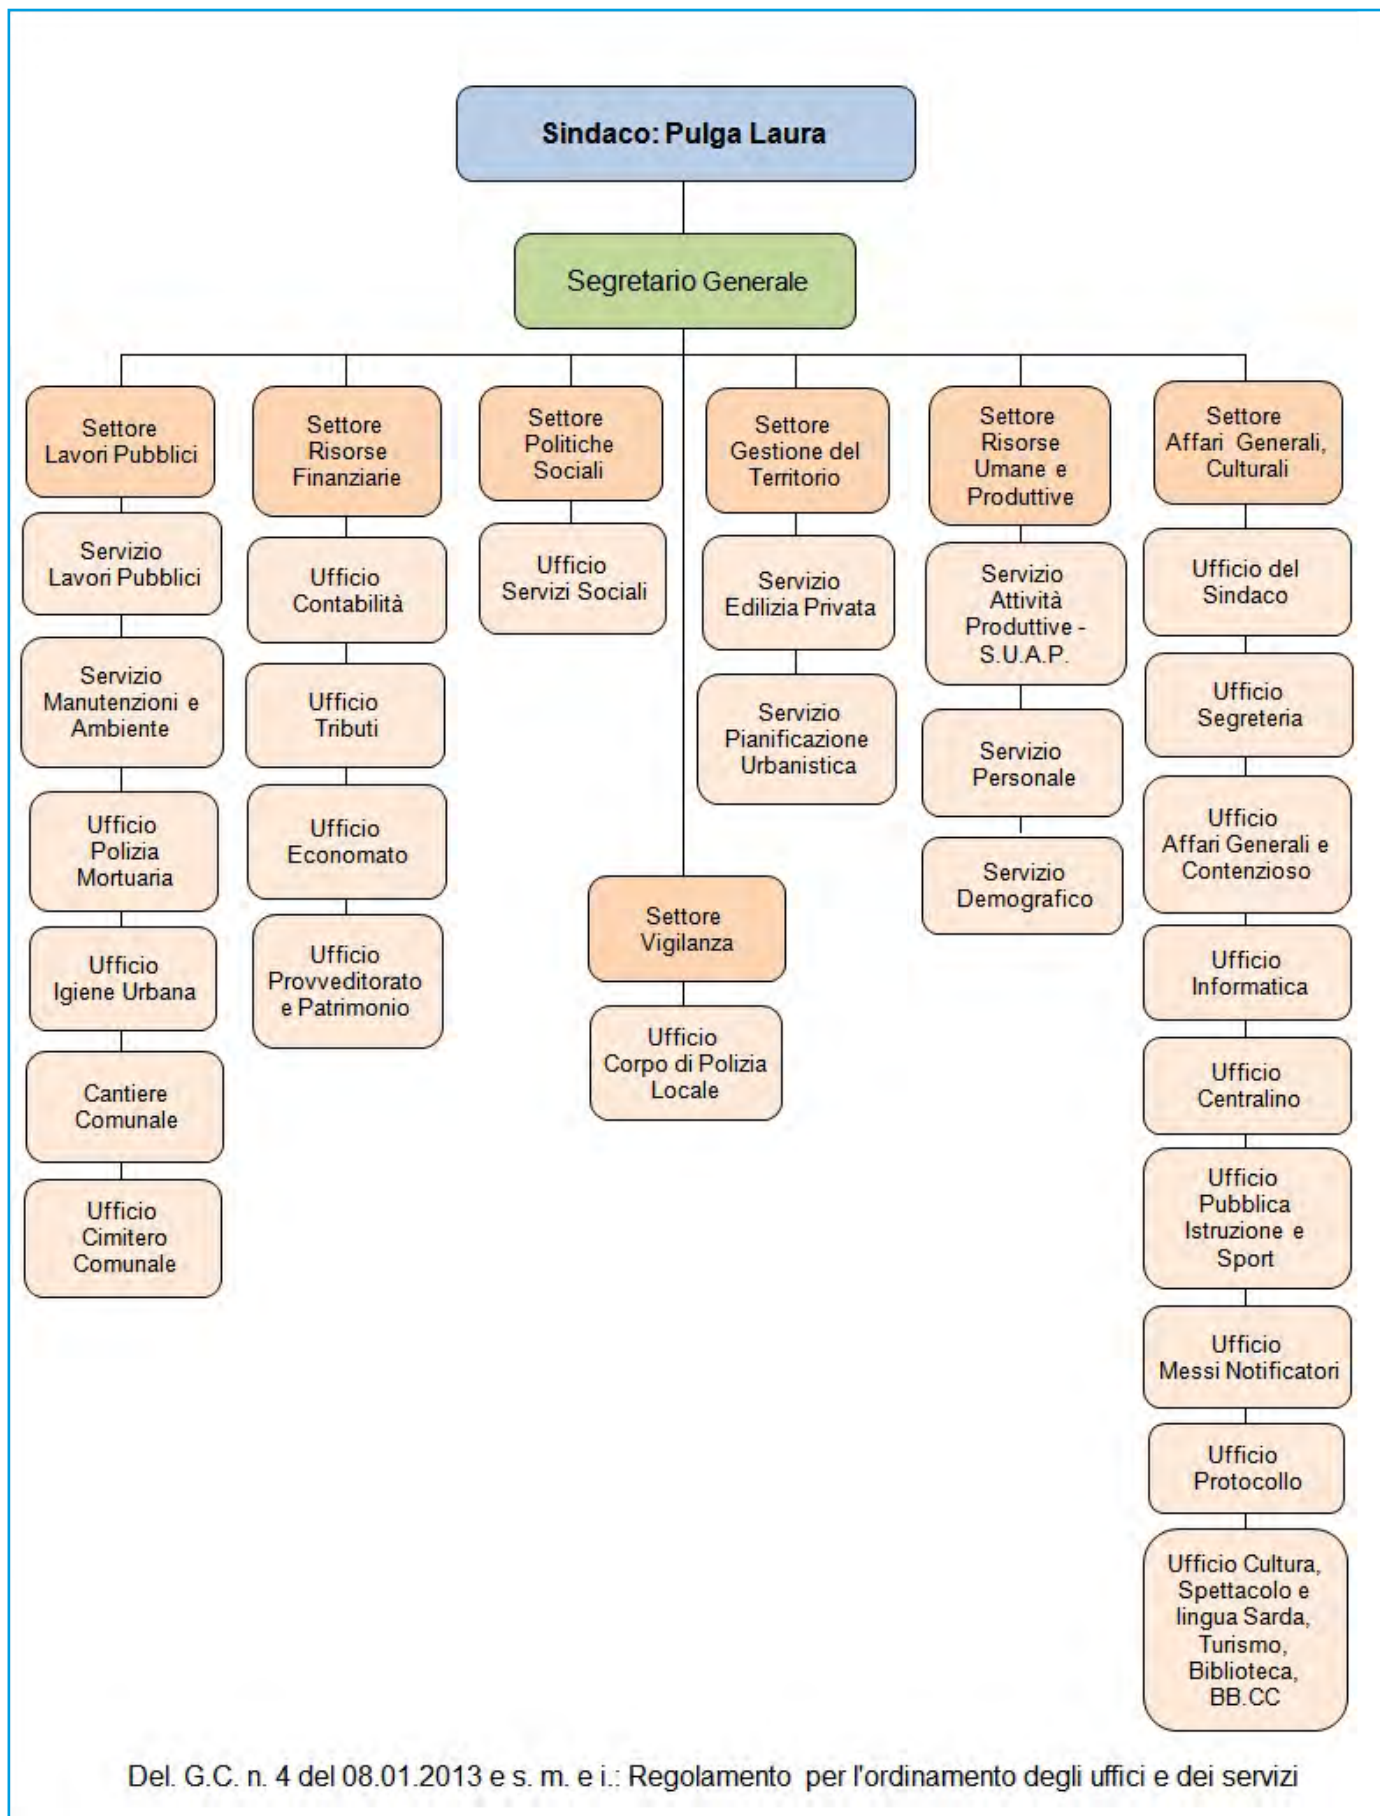 Sindaco: Pulga Laura
Segretario Generale
Settore
Lavori Pubblici
Servizio
Lavori Pubblici
Servizio
Manutenzioni e
Ambiente
Ufficio
Polizia
Mortuaria
Ufficio
Igiene Urbana
Cantiere
Comunale
Ufficio
Cimitero
Comunale
Settore
Risorse
Finanziarie
Ufficio
Contabilità
Ufficio
Tributi
Ufficio
Economato
Ufficio
Provveditorato
e Patrimonio
Settore
Politiche
Sociali
Ufficio
Servizi Sociali
Settore
Vigilanza
Ufficio
Corpo di Polizia
Locale
Settore
Gestione del
Territorio
Servizio
Edilizia Privata
Servizio
Pianificazione
Urbanistica
Settore
Risorse
Umane e
Produttive
Servizio
Attività
Produttive -
S.U.A.P.
Servizio
Personale
Servizio
Demografico
Settore
Affari Generali,
Culturali
Ufficio del
Sindaco
Ufficio
Segreteria
Ufficio
Affari Generali e
Contenzioso
Ufficio
Informatica
Ufficio
Centralino
Ufficio
Pubblica
Istruzione e
Sport
Ufficio
Messi Notificatori
Ufficio
Protocollo
Ufficio Cultura,
Spettacolo e
lingua Sarda,
Turismo,
Biblioteca,
BB.CC
Del. G.C. n. 4 del 08.01.2013 e s. m. e i.: Regolamento per l'ordinamento degli uffici e dei servizi